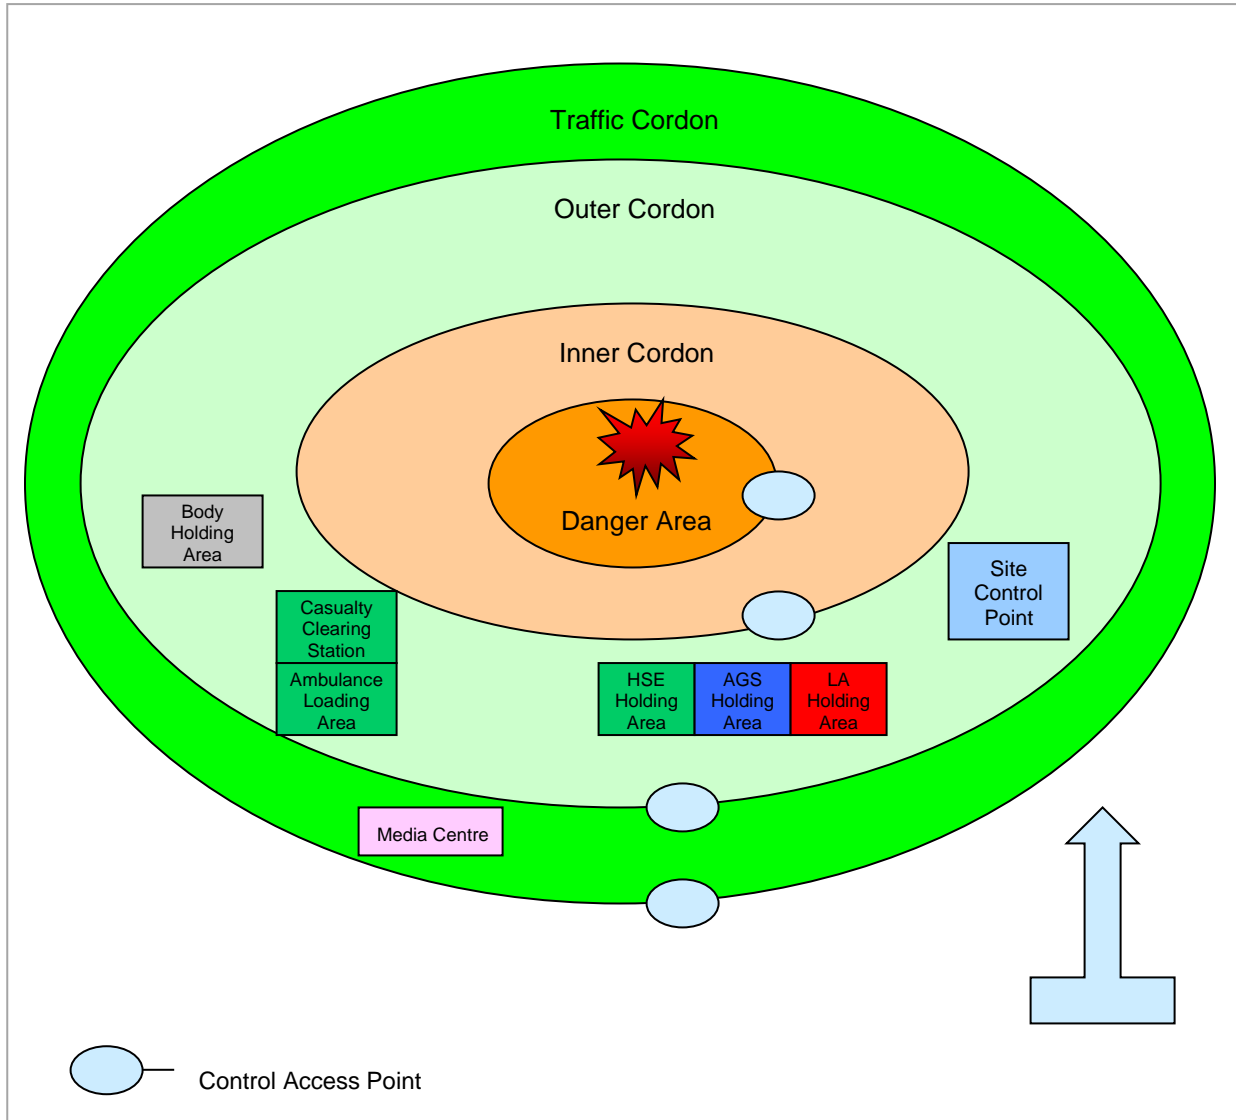 Traffic Cordon
Outer Cordon
Inner Cordon
Danger Area
Body
Holding
Area
Site
Control
Point
Casualty
Clearing
Station
Ambulance
Loading
Area
HSE
Holding
Area
AGS
Holding
Area
LA
Holding
Area
Media Centre
Control Access Point